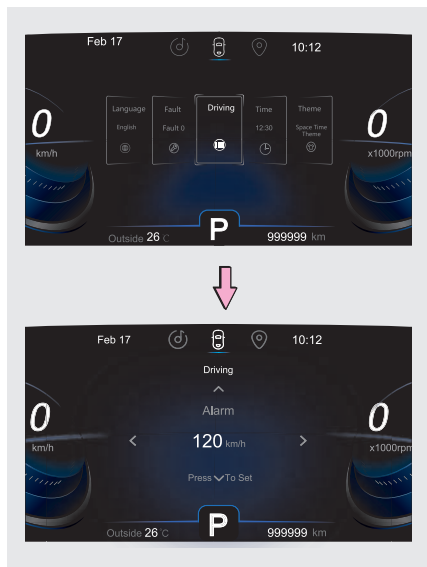 Feb 17
10:12
Language
Fault
Driving
Time
Theme
English
Fault 0
12:30
Space Time
Theme
0
km/h
0
x1000rpm
Outside 26 C
P
999999 km
Feb 17
10:12
Driving
Alarm
0
km/h
120 km/h
0
x1000rpm
Press To Set
Outside 26 °C
P
999999 km